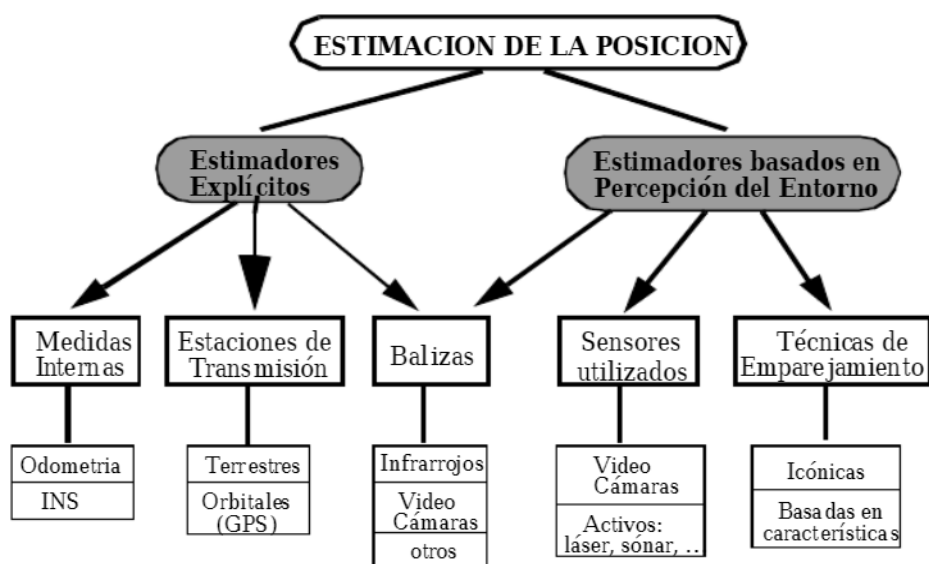 ESTIMACION DE LA POSICION
Estimadores
Explícitos
Estimadores basados en
Percepción del Entorno
Medidas
Internas
Estaciones de
Transmisión
Balizas
Sensores
utilizados
Técnicas de
Emparejamiento
Odometria
INS
Terrestres
Orbitales
(GPS)
Infrarrojos
Video
Cámaras
otros
Video
Cámaras
Activos:
láser, sónar, ..
Icónicas
Basadas en
características